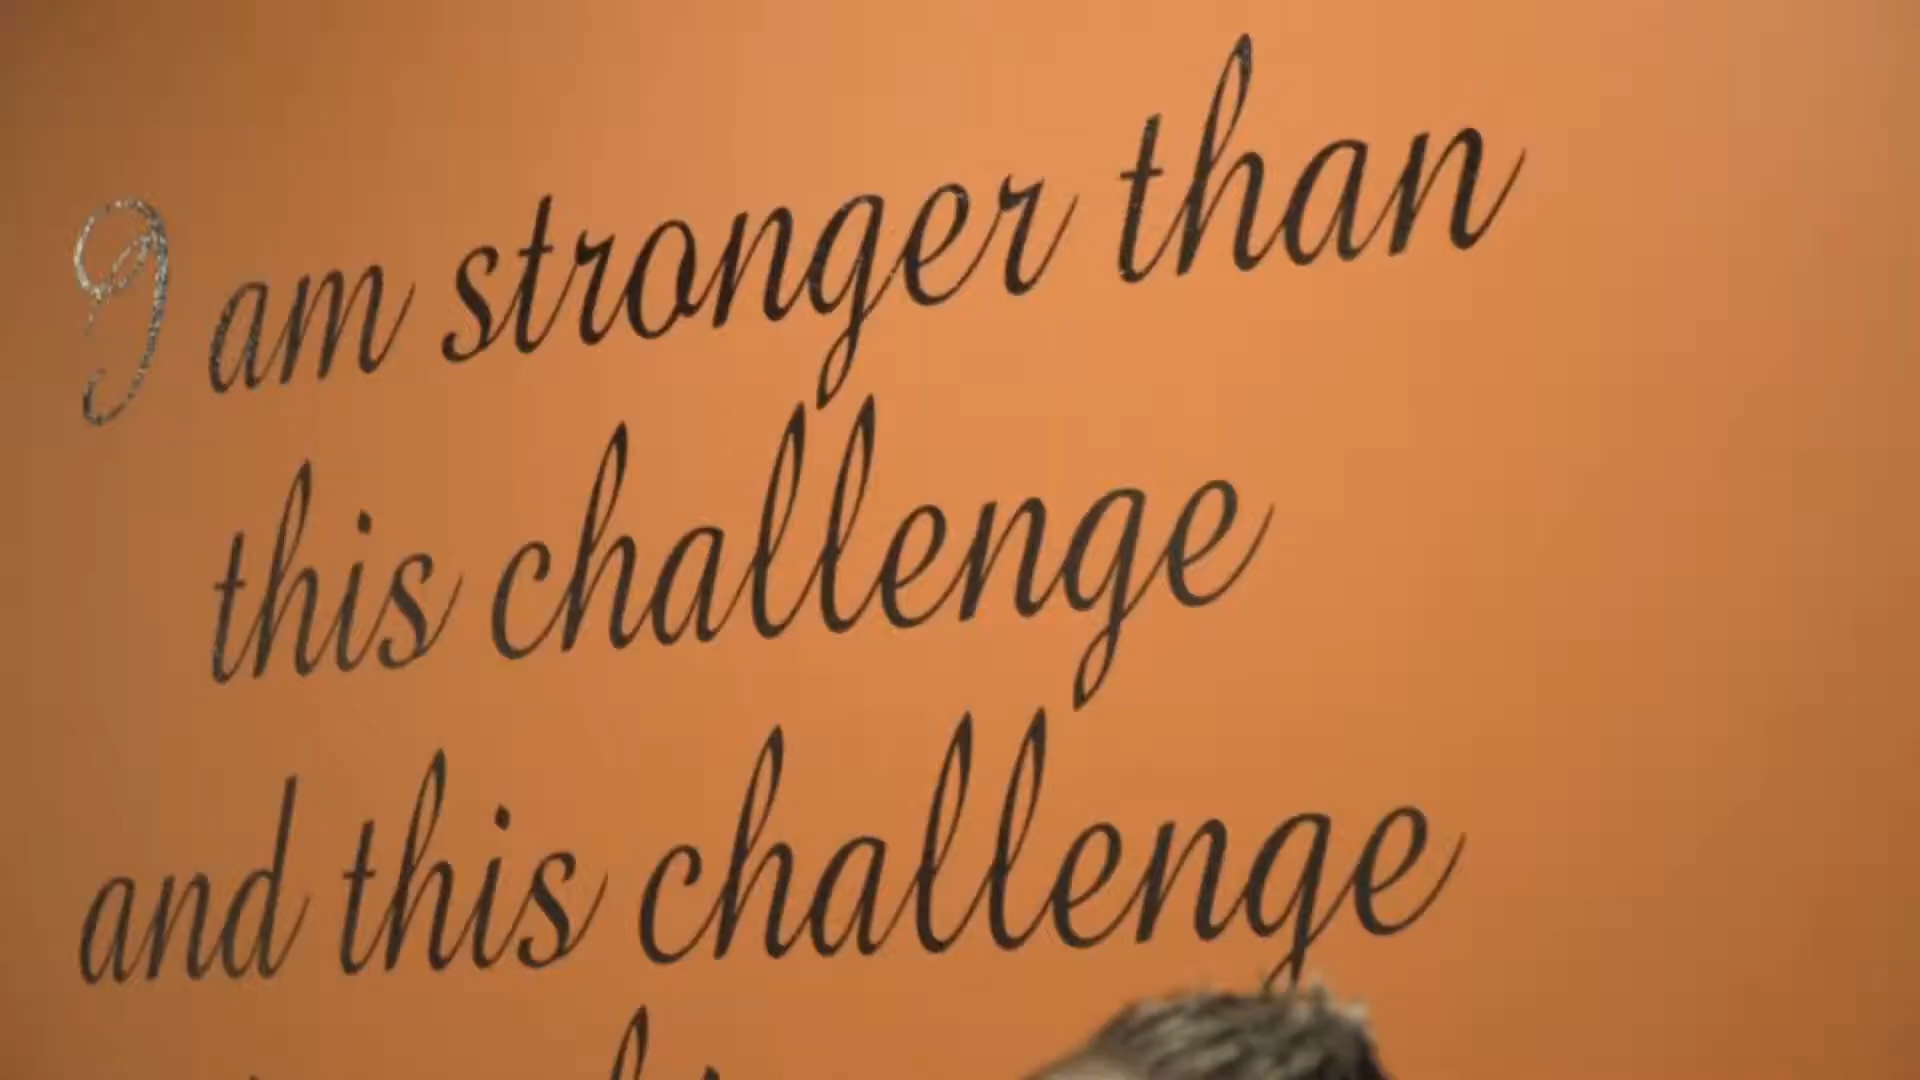 I am stronger than
this challenge
and this challenge